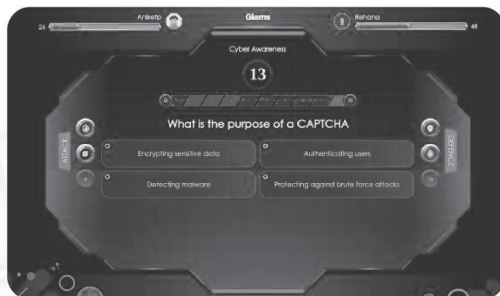 Aniketp
Glams
Rehana
26
48
Cyber Awareness
13
What is the purpose of a CAPTCHA
ATTACK
DEFENCE
Encrypting sensitive data
Authenticating users
Detecting malware
Protecting against brute force attacks